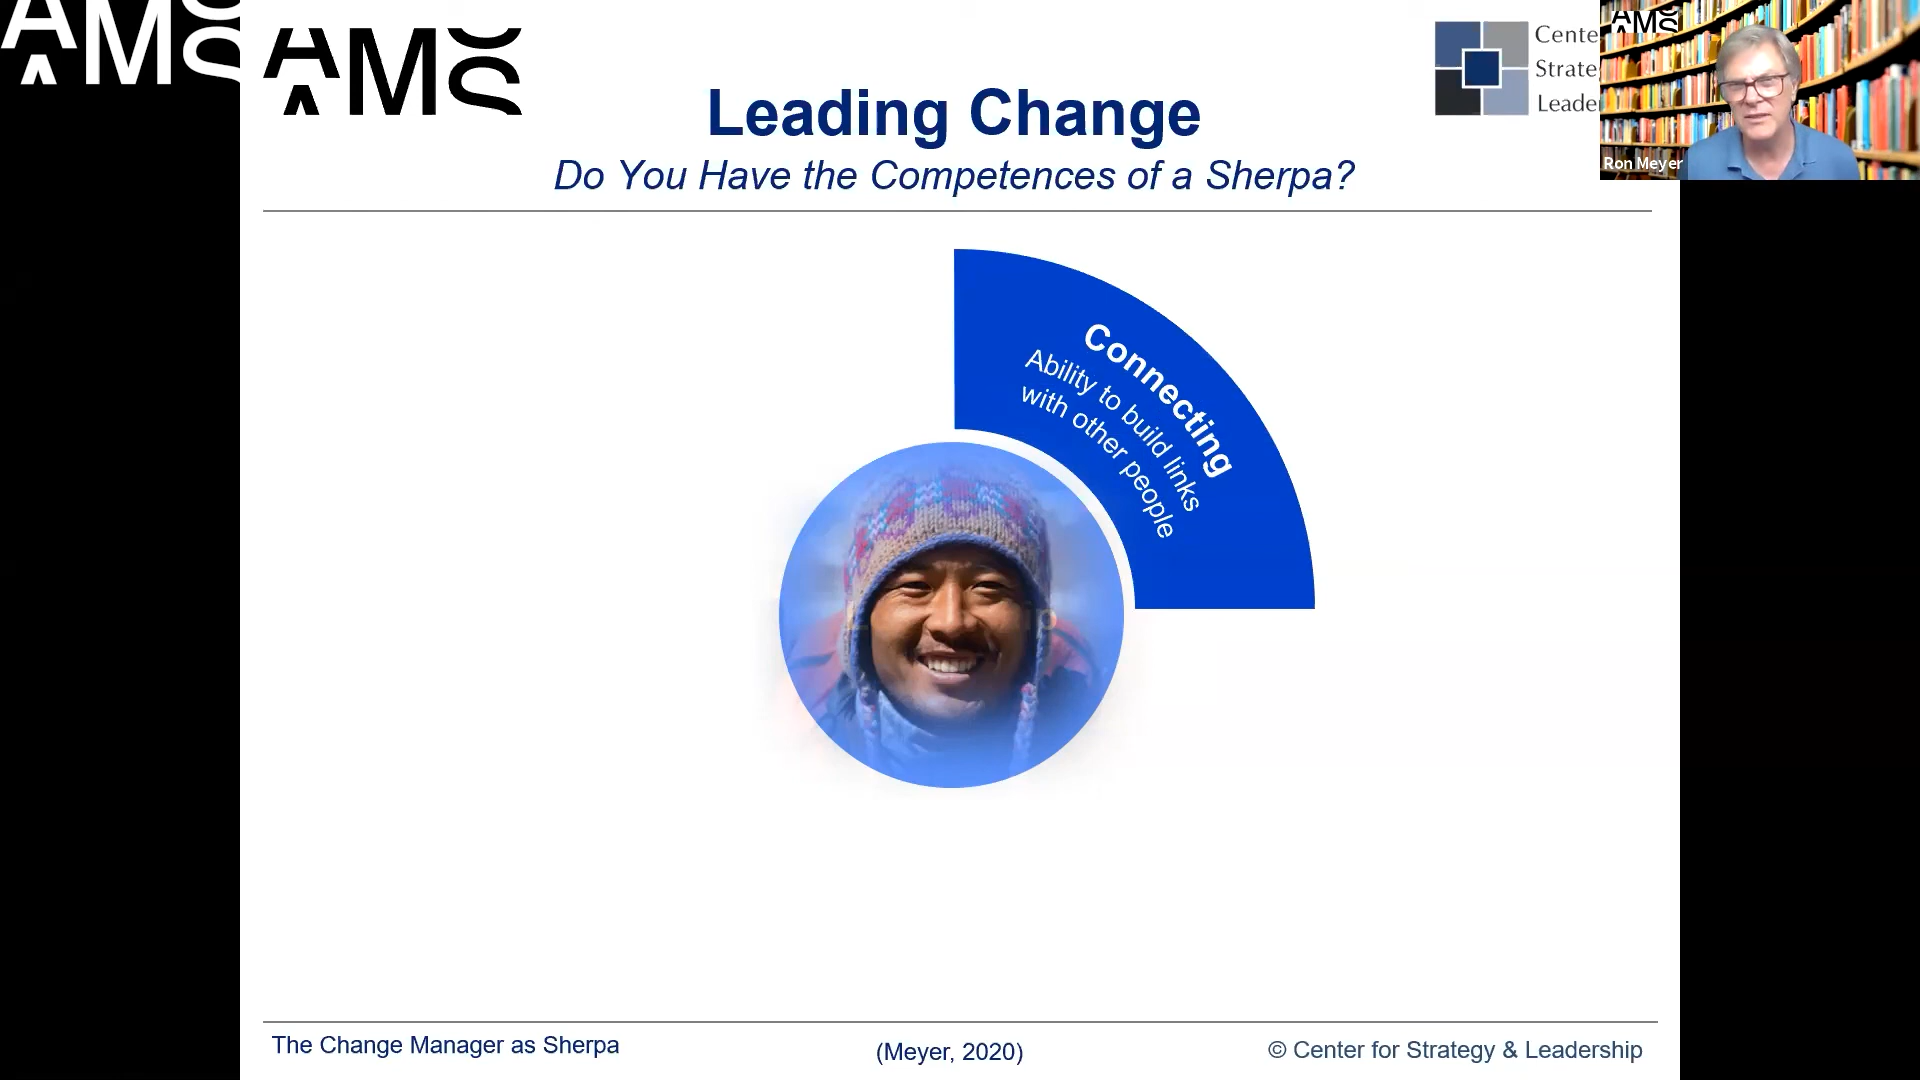 AMS
AMS
Leading Change
Do You Have the Competences of a Sherpa?
Cente
Strate
Leade
AMS
Ron Meyer
Connecting
Ability to build links
with other people
The Change Manager as Sherpa
(Meyer, 2020)
© Center for Strategy & Leadership